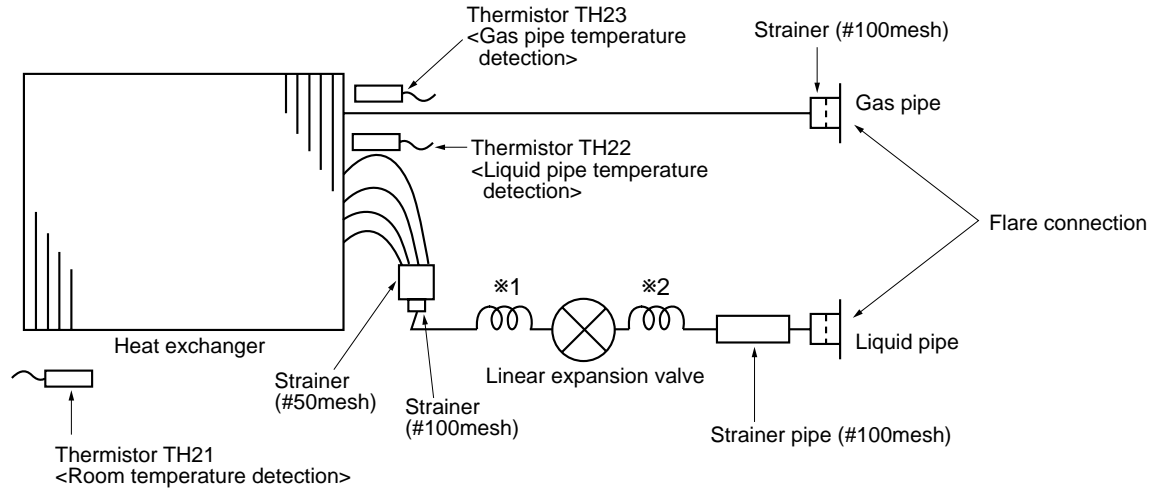 Thermistor TH23
<Gas pipe temperature
detection>
Strainer (#100mesh)
Gas pipe
Thermistor TH22
<Liquid pipe temperature
detection>
Flare connection
※1
※2
Heat exchanger
Liquid pipe
Linear expansion valve
Strainer
(#50mesh)
Strainer
(#100mesh)
Strainer pipe (#100mesh)
Thermistor TH21
<Room temperature detection>